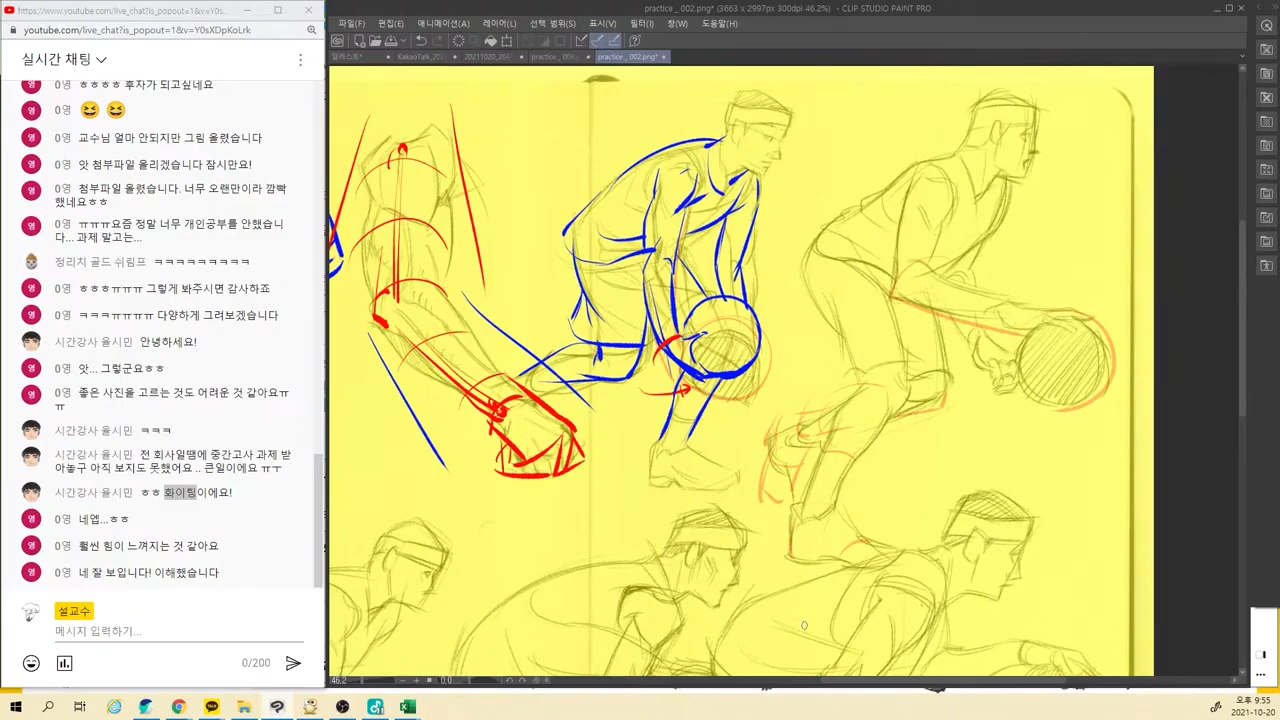 https://www.youtube.com/live_chat?is_popout=1&v=Y0sXDpKoLrk
youtube.com/live_chat?is_popout=1&v=Y0sXDpKoLrk
실시간 채팅
0영 ㅎㅎㅎㅎ 후자가 되고싶네요
0영
0영 교수님 얼마 안되지만 그림 올렸습니다
0영 앗 첨부파일 올리겠습니다 잠시만요!
0영 첨부파일 올렸습니다. 너무 오랜만이라 깜빡
했네요ㅎㅎ
0영 ㅠㅠㅠ요즘 정말 너무 개인공부를 안했습니
다... 과제 말고는...
정리치 골드 쉬림프 ㅋㅋㅋㅋㅋㅋㅋㅋㅋ
0영 ㅎㅎㅎㅠㅠㅠ 그렇게 봐주시면 감사하죠
0영 ㅋㅋㅋㅠㅠㅠㅠ 다양하게 그려보겠습니다
시간강사 율시민 안녕하세요!
0영 앗... 그렇군요ㅎㅎ
0영 좋은 사진을 고르는 것도 어려운 것 같아요ㅠ
ㅠ
시간강사 율시민 ㅋㅋㅋ
시간강사 율시민 전 회사일땜에 중간고사 과제 받
아놓구 아직 보지도 못했어요 .. 큰일이에요 ㅠㅜ
시간강사 율시민 ㅎㅎ 화이팅이에요!
0영 네엡...ㅎㅎ
0영 훨씬 힘이 느껴지는 것 같아요
0영 네 잘 보입니다! 이해했습니다
설교수
메시지 입력하기...
0/200
practice _ 002.png* (3663 x 2997px 300dpi 46.2%) - CLIP STUDIO PAINT PRO
파일(F) 편집(E) 애니메이션(A) 레이어(L) 선택 범위(S) 표시(V) 필터(I) 창(W) 도움말(H)
practice _ 004 practice _ 002.png*
46.2 0.0
오후 9:55
2021-10-20